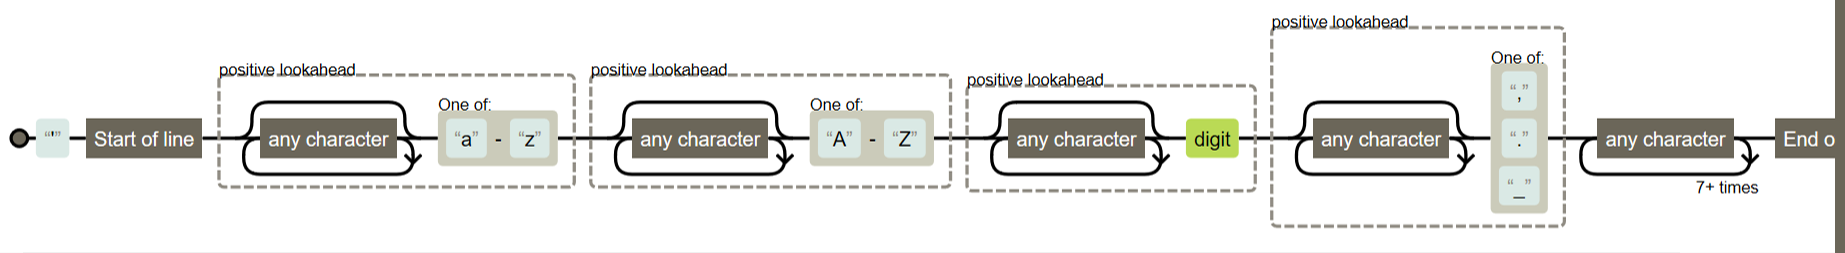 positive lookahead
One of:
“,”
“.”
“_”
positive lookahead
One of:
“a” - “z”
positive lookahead
One of:
“A” - “Z”
positive lookahead
“'”
Start of line
any character
any character
any character
digit
any character
any character
7+ times
End o